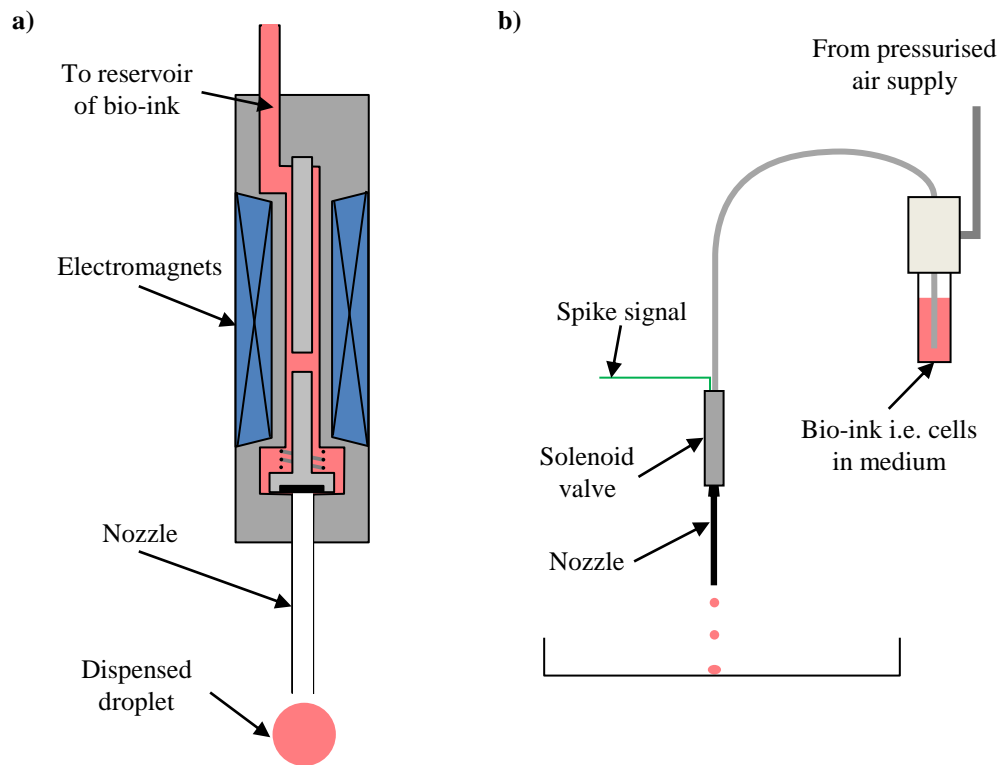 a)
To reservoir
of bio-ink
Electromagnets
Nozzle
Dispensed
droplet
b)
From pressurised
air supply
Spike signal
Solenoid
valve
Bio-ink i.e. cells
in medium
Nozzle